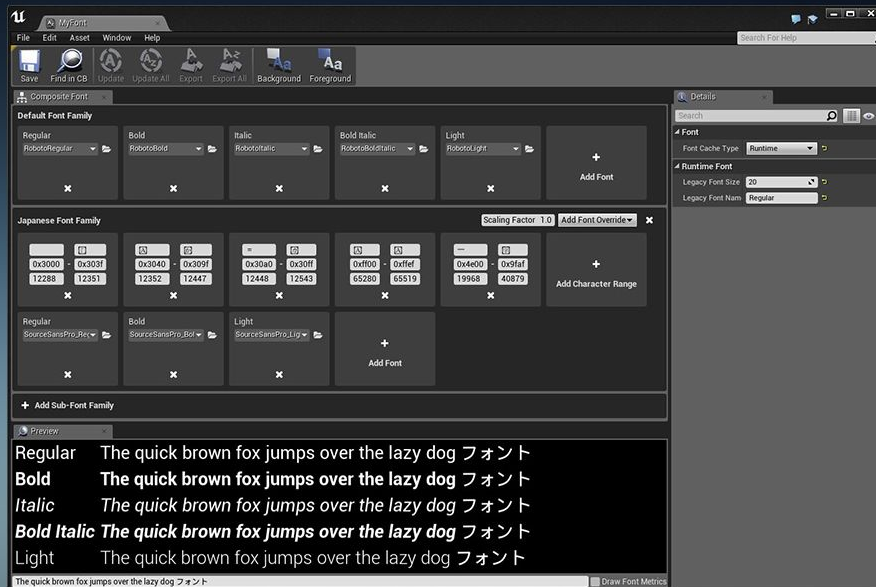 MyFont
File Edit Asset Window Help
Search For Help
Save Find in CB Update Update All Export Export All Background Foreground
Composite Font
Default Font Family
Regular Bold Italic Bold Italic Light
RobotoRegular RobotoBold RobotoItalic RobotoBoldItalic RobotoLight
Add Font
Japanese Font Family
Scaling Factor 1.0 Add Font Override
0x3000 - 0x303f 0x3040 - 0x309f 0x30a0 - 0x30ff 0xff00 - 0xffef 0x4e00 - 0x9faf
12288 12351 12352 12447 12448 12543 65280 65519 19968 40879
Add Character Range
Regular Bold Light
SourceSansPro_Reg SourceSansPro_Bol SourceSansPro_Lig
Add Font
Add Sub-Font Family
Preview
Regular The quick brown fox jumps over the lazy dog フォント
Bold The quick brown fox jumps over the lazy dog フォント
Italic The quick brown fox jumps over the lazy dog フォント
Bold Italic The quick brown fox jumps over the lazy dog フォント
Light The quick brown fox jumps over the lazy dog フォント
The quick brown fox jumps over the lazy dog フォント
Draw Font Metrics
Details
Search
Font
Font Cache Type Runtime
Runtime Font
Legacy Font Size 20
Legacy Font Nam Regular